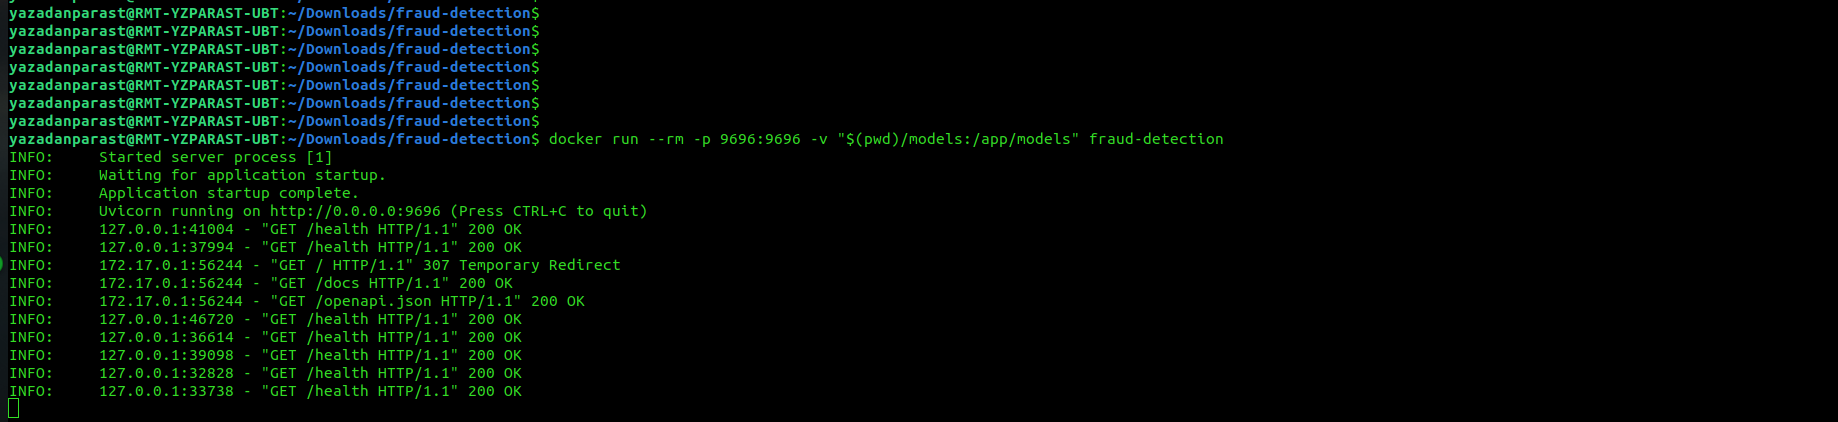 yazadanparast@RMT-YZPARAST-UBT:~/Downloads/fraud-detection$
yazadanparast@RMT-YZPARAST-UBT:~/Downloads/fraud-detection$
yazadanparast@RMT-YZPARAST-UBT:~/Downloads/fraud-detection$
yazadanparast@RMT-YZPARAST-UBT:~/Downloads/fraud-detection$
yazadanparast@RMT-YZPARAST-UBT:~/Downloads/fraud-detection$
yazadanparast@RMT-YZPARAST-UBT:~/Downloads/fraud-detection$
yazadanparast@RMT-YZPARAST-UBT:~/Downloads/fraud-detection$
yazadanparast@RMT-YZPARAST-UBT:~/Downloads/fraud-detection$ docker run --rm -p 9696:9696 -v "$(pwd)/models:/app/models" fraud-detection
INFO:     Started server process [1]
INFO:     Waiting for application startup.
INFO:     Application startup complete.
INFO:     Uvicorn running on http://0.0.0.0:9696 (Press CTRL+C to quit)
INFO:     127.0.0.1:41004 - "GET /health HTTP/1.1" 200 OK
INFO:     127.0.0.1:37994 - "GET /health HTTP/1.1" 200 OK
INFO:     172.17.0.1:56244 - "GET / HTTP/1.1" 307 Temporary Redirect
INFO:     172.17.0.1:56244 - "GET /docs HTTP/1.1" 200 OK
INFO:     172.17.0.1:56244 - "GET /openapi.json HTTP/1.1" 200 OK
INFO:     127.0.0.1:46720 - "GET /health HTTP/1.1" 200 OK
INFO:     127.0.0.1:36614 - "GET /health HTTP/1.1" 200 OK
INFO:     127.0.0.1:39098 - "GET /health HTTP/1.1" 200 OK
INFO:     127.0.0.1:32828 - "GET /health HTTP/1.1" 200 OK
INFO:     127.0.0.1:33738 - "GET /health HTTP/1.1" 200 OK